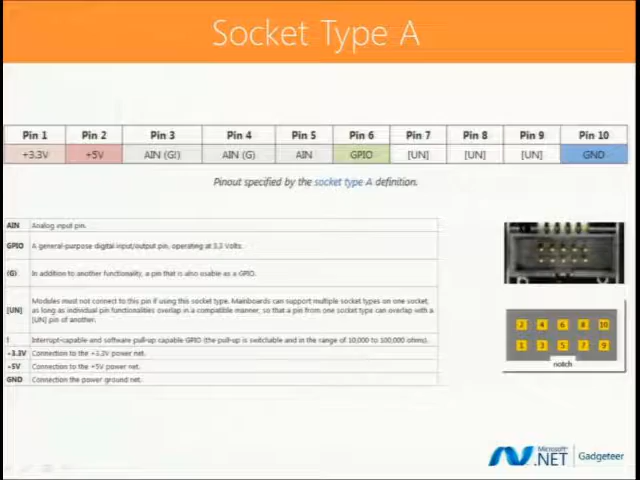 Socket Type A
Pin 1 Pin 2 Pin 3 Pin 4 Pin 5 Pin 6 Pin 7 Pin 8 Pin 9 Pin 10
+3.3V +5V AIN (G!) AIN (G) AIN GPIO [UN] [UN] [UN] GND
Pinout specified by the socket type A definition.
AIN Analog input pin.
GPIO A general-purpose digital input/output pin, operating at 3.3 Volts.
(G) In addition to another functionality, a pin that is also usable as a GPIO.
[UN] Modules must not connect to this pin if using this socket type. Mainboards can support multiple socket types on one socket,
as long as individual pin functionalities overlap in a compatible manner, so that a pin from one socket type can overlap with a
[UN] pin of another.
! Interrupt-capable and software pull-up capable GPIO (the pull-up is switchable and in the range of 10,000 to 100,000 ohms).
+3.3V Connection to the +3.3V power net.
+5V Connection to the +5V power net.
GND Connection the power ground net.
2 4 6 8 10
1 3 5 7 9
notch
Microsoft
.NET Gadgeteer